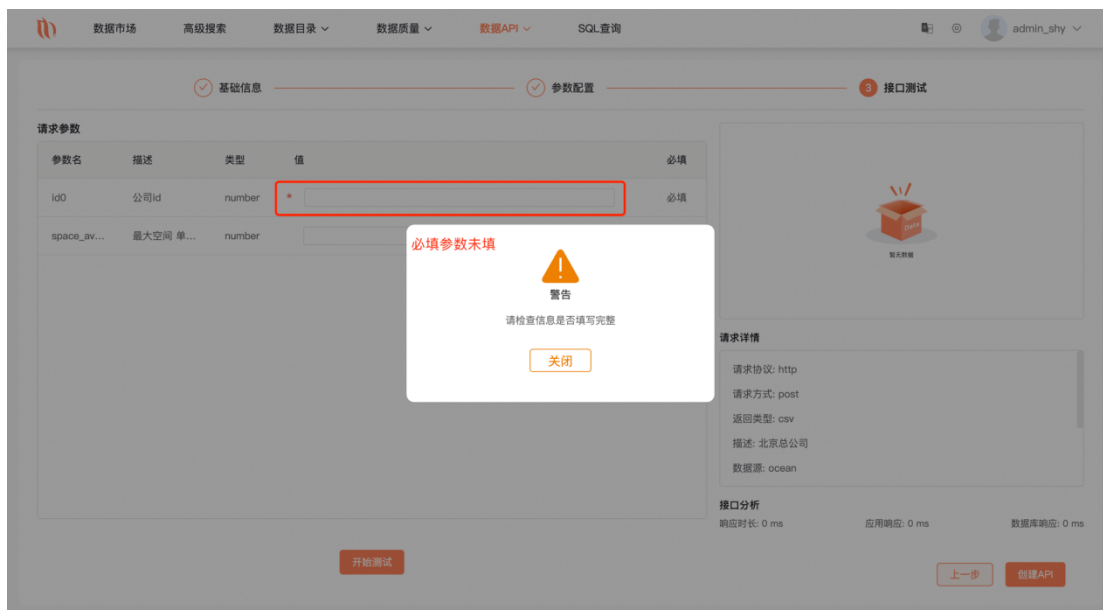 数据市场 高级搜索 数据目录 数据质量 数据API SQL查询 admin_shy
基础信息 参数配置 3 接口测试
请求参数
参数名 描述 类型 值 必填
id0 公司id number * 必填
space_av... 最大空间 单... number
必填参数未填
警告
请检查信息是否填写完整
关闭
Data
暂无数据
请求详情
请求协议: http
请求方式: post
返回类型: csv
描述: 北京总公司
数据源: ocean
接口分析
响应时长: 0 ms 应用响应: 0 ms 数据库响应: 0 ms
开始测试
上一步 创建API